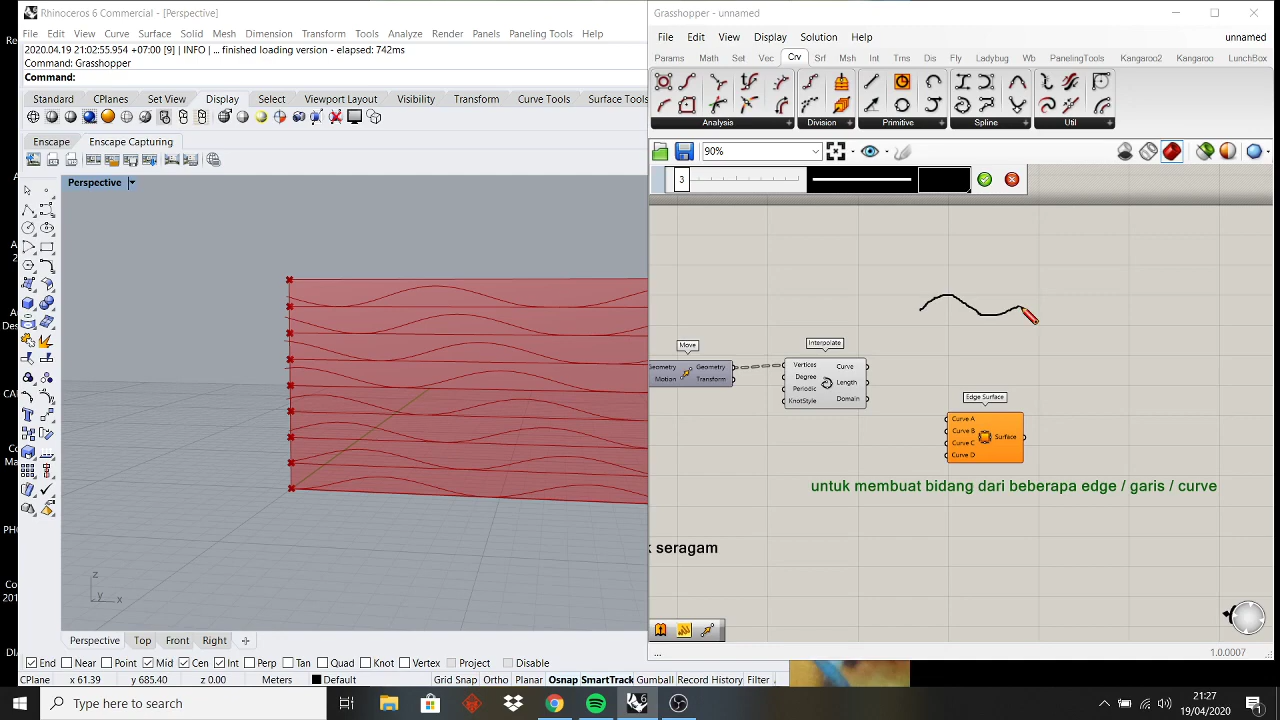 Rhinoceros 6 Commercial - [Perspective]
File Edit View Curve Surface Solid Mesh Dimension Transform Tools Analyze Render Panels Paneling Tools Help
2020.04.19 21:02:55.954 +07:00 [9] | INFO | ... finished loading version - elapsed: 742ms
Command: Grasshopper
Command:
Standard CPlanes Set View Display Select Viewport Layout Visibility Transform Curve Tools Surface Tools
Escape Escape Capturing
Perspective
z
y x
Perspective Top Front Right
End Near Point Mid Cen Int Perp Tan Quad Knot Vertex Project Disable
CPlane x 61.39 y 685.40 z 0.00 Meters Default Grid Snap Ortho Planar Osnap SmartTrack Gumball Record History Filter
Grasshopper - unnamed
File Edit View Display Solution Help unnamed
Params Math Set Vec Crv Srf Msh Int Trns Dis Fly Ladybug Wb PanelingTools Kangaroo2 Kangaroo LunchBox
Analysis Division Primitive Spline Util
90%
3
Move
Geometry Geometry
Motion Transform
Interpolate
Vertices Curve
Degree Length
Periodic Domain
KnotStyle
Edge Surface
Curve A
Curve B Surface
Curve C
Curve D
untuk membuat bidang dari beberapa edge / garis / curve
k seragam
...
1.0.0007
Type here to search
21:27
19/04/2020